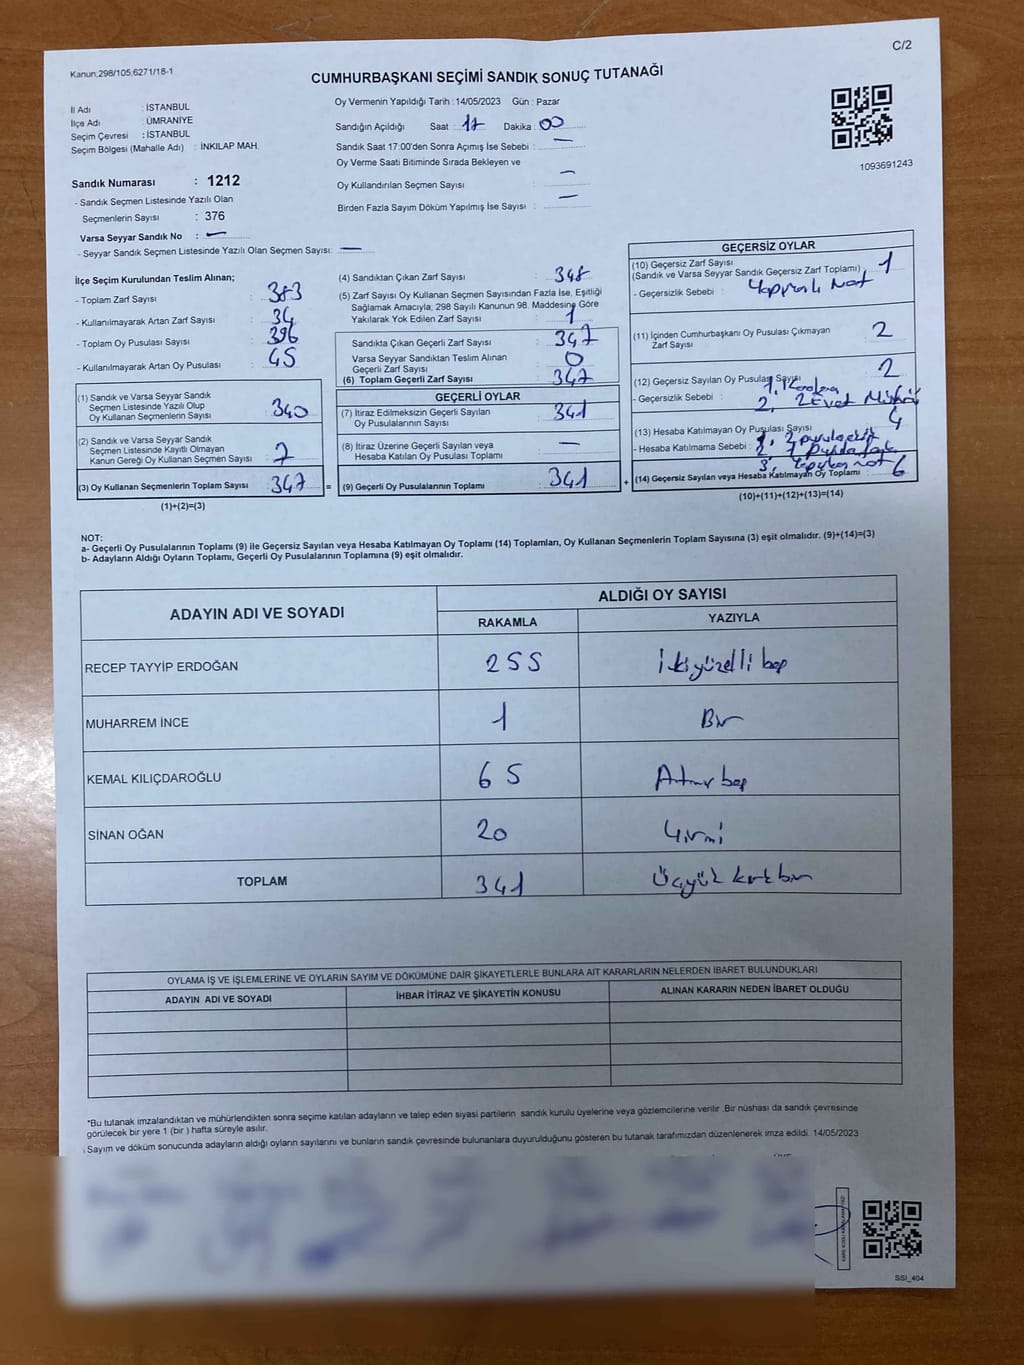 C/2
Kanun;298/105;6271/18-1
CUMHURBAŞKANI SEÇİMİ SANDIK SONUÇ TUTANAĞI
İl Adı : İSTANBUL
İlçe Adı : ÜMRANİYE
Seçim Çevresi : İSTANBUL
Seçim Bölgesi (Mahalle Adı) : İNKILAP MAH.
Oy Vermenin Yapıldığı Tarih :14/05/2023 Gün : Pazar
Sandığın Açıldığı Saat : 17 Dakika : 00
Sandık Saat 17:00'den Sonra Açımış İse Sebebi : —
Oy Verme Saati Bitiminde Sırada Bekleyen ve
Oy Kullandırılan Seçmen Sayısı : —
Birden Fazla Sayım Döküm Yapılmış İse Sayısı : —
1093691243
Sandık Numarası : 1212
- Sandık Seçmen Listesinde Yazılı Olan
Seçmenlerin Sayısı : 376
Varsa Seyyar Sandık No : —
- Seyyar Sandık Seçmen Listesinde Yazılı Olan Seçmen Sayısı: —
İlçe Seçim Kurulundan Teslim Alınan;
- Toplam Zarf Sayısı : 383
- Kullanılmayarak Artan Zarf Sayısı : 34
- Toplam Oy Pusulası Sayısı : 396
- Kullanılmayarak Artan Oy Pusulası : 45
(1) Sandık ve Varsa Seyyar Sandık
Seçmen Listesinde Yazılı Olup
Oy Kullanan Seçmenlerin Sayısı : 340
(2) Sandık ve Varsa Seyyar Sandık
Seçmen Listesinde Kayıtlı Olmayan
Kanun Gereği Oy Kullanan Seçmen Sayısı : 7
(3) Oy Kullanan Seçmenlerin Toplam Sayısı : 347 =
(1)+(2)=(3)
(4) Sandıktan Çıkan Zarf Sayısı : 348
(5) Zarf Sayısı Oy Kullanan Seçmen Sayısından Fazla İse, Eşitliği
Sağlamak Amacıyla, 298 Sayılı Kanunun 98. Maddesine Göre
Yakılarak Yok Edilen Zarf Sayısı : 1
Sandıkta Çıkan Geçerli Zarf Sayısı : 347
Varsa Seyyar Sandıktan Teslim Alınan
Geçerli Zarf Sayısı : 0
(6) Toplam Geçerli Zarf Sayısı : 347
GEÇERLİ OYLAR
(7) İtiraz Edilmeksizin Geçerli Sayılan
Oy Pusulalarının Sayısı : 341
(8) İtiraz Üzerine Geçerli Sayılan veya
Hesaba Katılan Oy Pusulası Toplamı : —
(9) Geçerli Oy Pusulalarının Toplamı : 341 +
GEÇERSİZ OYLAR
(10) Geçersiz Zarf Sayısı
(Sandık ve Varsa Seyyar Sandık Geçersiz Zarf Toplamı) : 1
- Geçersizlik Sebebi : Not
(11) İçinden Cumhurbaşkanı Oy Pusulası Çıkmayan
Zarf Sayısı : 2
(12) Geçersiz Sayılan Oy Pusulası Sayısı : 2
- Geçersizlik Sebebi : 1,
2, 2 Evet
(13) Hesaba Katılmayan Oy Pusulası Sayısı 4
- Hesaba Katılmama Sebebi : 1,
2,
3, not
(14) Geçersiz Sayılan veya Hesaba Katılmayan Oy Toplamı : 6
(10)+(11)+(12)+(13)=(14)
NOT:
a- Geçerli Oy Pusulalarının Toplamı (9) ile Geçersiz Sayılan veya Hesaba Katılmayan Oy Toplamı (14) Toplamları, Oy Kullanan Seçmenlerin Toplam Sayısına (3) eşit olmalıdır. (9)+(14)=(3)
b- Adayların Aldığı Oyların Toplamı, Geçerli Oy Pusulalarının Toplamına (9) eşit olmalıdır.
ADAYIN ADI VE SOYADI
ALDIĞI OY SAYISI
RAKAMLA YAZIYLA
RECEP TAYYİP ERDOĞAN 255 ikiyüzelli beş
MUHARREM İNCE 1 Bir
KEMAL KILIÇDAROĞLU 65 Atmış beş
SİNAN OĞAN 20 Yirmi
TOPLAM 341 Üçyüz kırk bir
OYLAMA İŞ VE İŞLEMLERİNE VE OYLARIN SAYIM VE DÖKÜMÜNE DAİR ŞİKAYETLERLE BUNLARA AİT KARARLARIN NELERDEN İBARET BULUNDUKLARI
ADAYIN ADI VE SOYADI İHBAR İTİRAZ VE ŞİKAYETİN KONUSU ALINAN KARARIN NEDEN İBARET OLDUĞU
*Bu tutanak imzalandıktan ve mühürlendikten sonra seçime katılan adayların ve talep eden siyasi partilerin sandık kurulu üyelerine veya gözlemcilerine verilir .Bir nüshası da sandık çevresinde
görülecek bir yere 1 (bir ) hafta süreyle asılır.
Sayım ve döküm sonucunda adayların aldığı oyların sayılarını ve bunların sandık çevresinde bulunanlara duyurulduğunu gösteren bu tutanak tarafımızdan düzenlenerek imza edildi. 14/05/2023
SSİ_404